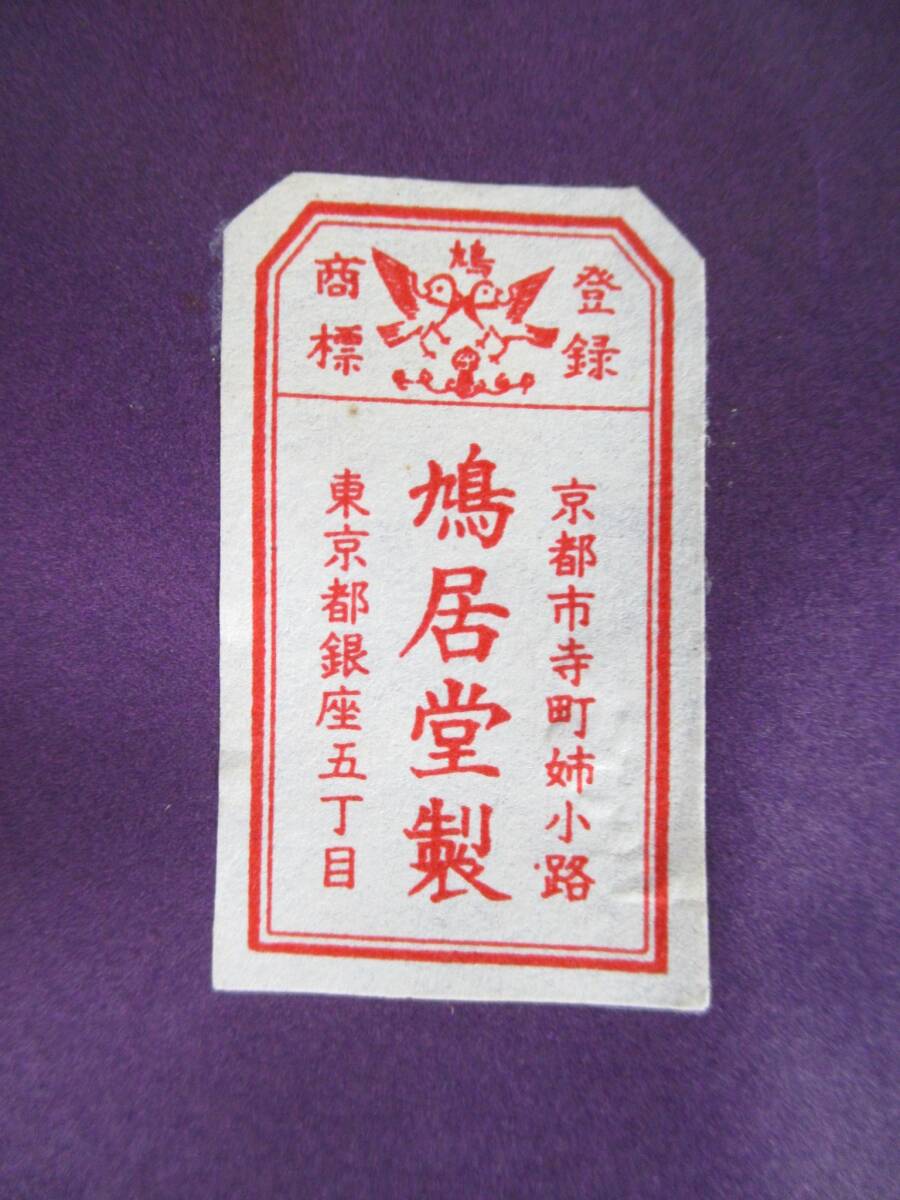 登録
鳩
商標
京都市寺町姉小路
鳩居堂製
東京都銀座五丁目